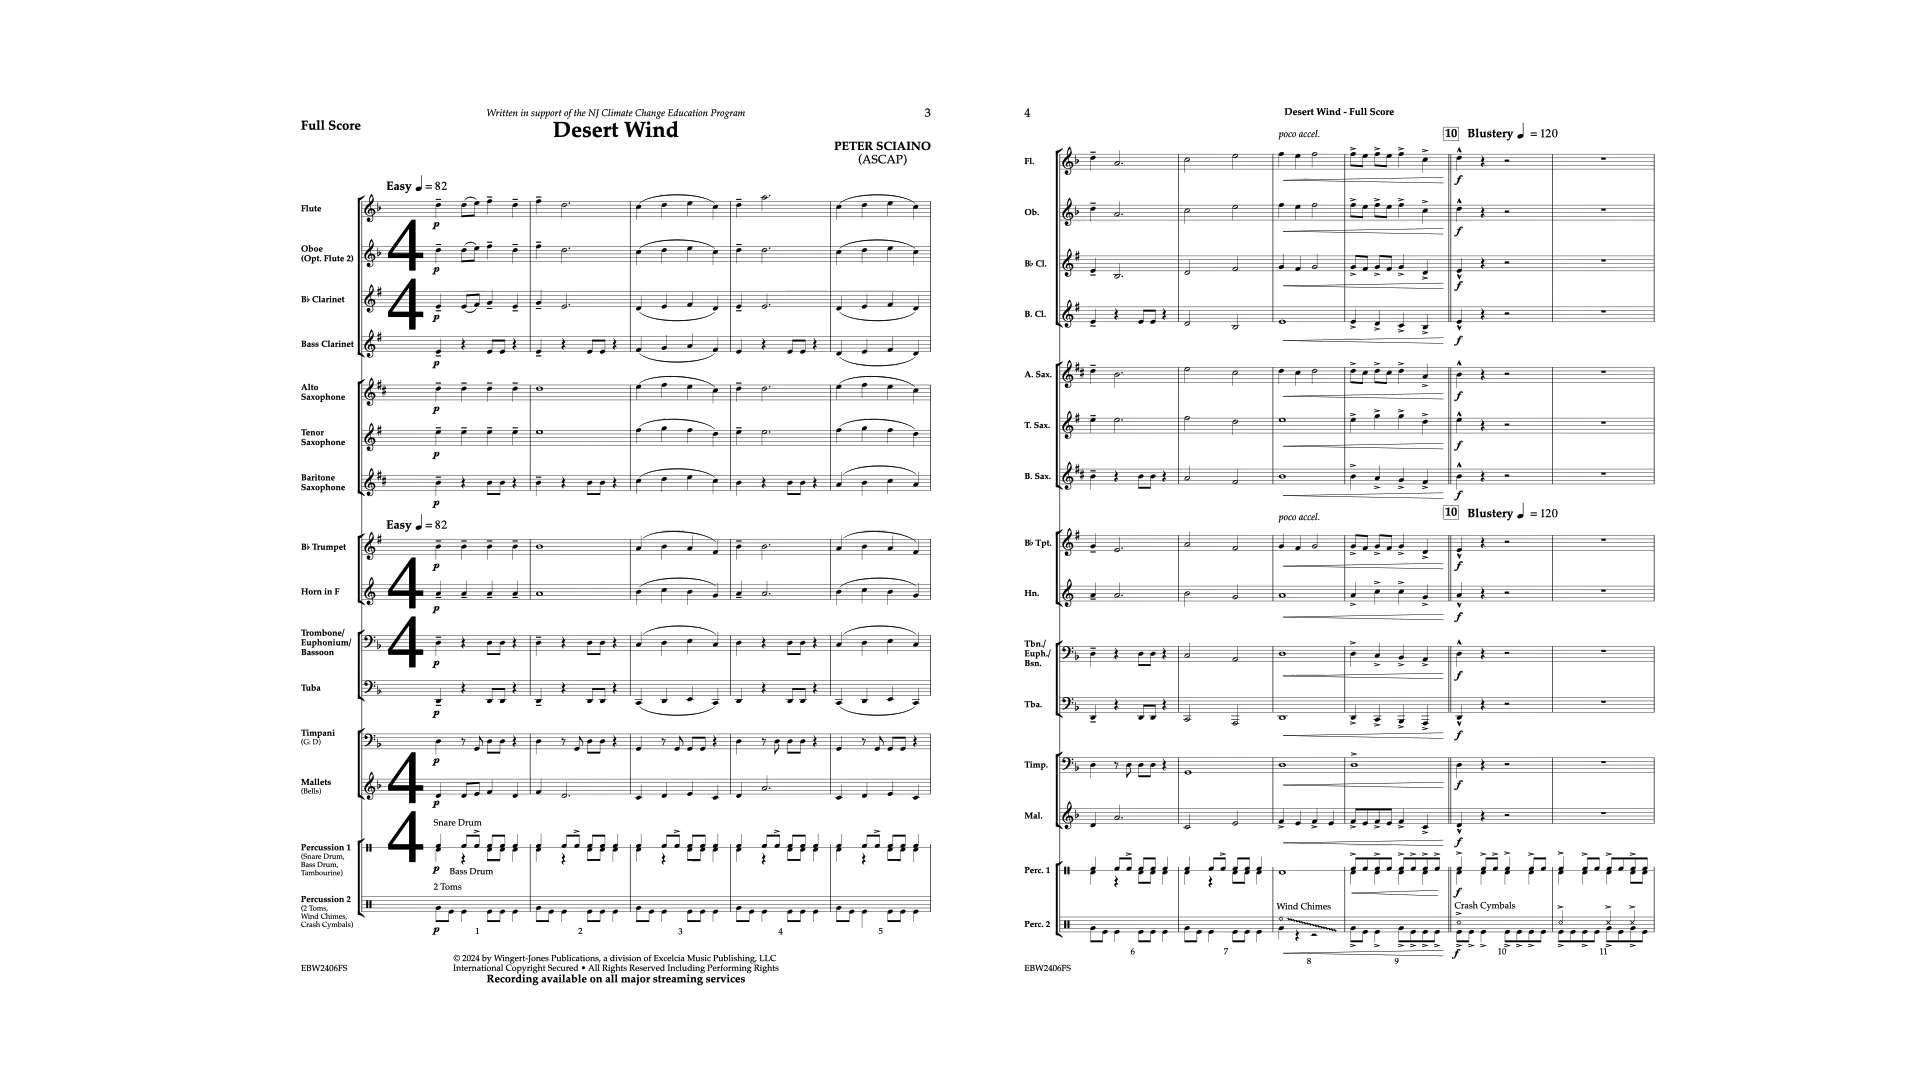 Written in support of the NJ Climate Change Education Program
3
Full Score
Desert Wind
PETER SCIAINO
(ASCAP)
Easy ♩ = 82
Flute
p
Oboe
(Opt. Flute 2)
p
B♭ Clarinet
p
Bass Clarinet
p
Alto
Saxophone
p
Tenor
Saxophone
p
Baritone
Saxophone
p
4
4
Easy ♩ = 82
B♭ Trumpet
p
Horn in F
p
Trombone/
Euphonium/
Bassoon
p
Tuba
p
4
4
Timpani
(G: D)
p
Mallets
(Bells)
p
Snare Drum
Percussion 1
(Snare Drum,
Bass Drum,
Tambourine)
p Bass Drum
2 Toms
Percussion 2
(2 Toms,
Wind Chimes,
Crash Cymbals)
p
4
4
1 2 3 4 5
© 2024 by Wingert-Jones Publications, a division of Excelcia Music Publishing, LLC
EBW2406FS International Copyright Secured • All Rights Reserved Including Performing Rights
Recording available on all major streaming services
4
Desert Wind - Full Score
poco accel.
10 Blustery ♩ = 120
Fl.
f
Ob.
f
B♭ Cl.
f
B. Cl.
f
A. Sax.
f
T. Sax.
f
B. Sax.
f
poco accel.
10 Blustery ♩ = 120
B♭ Tpt.
f
Hn.
f
Tbn./
Euph./
Bsn.
f
Tba.
f
Timp.
f
Mal.
f
Perc. 1
f
Wind Chimes
Crash Cymbals
Perc. 2
f
6 7 8 9 10 11
EBW2406FS